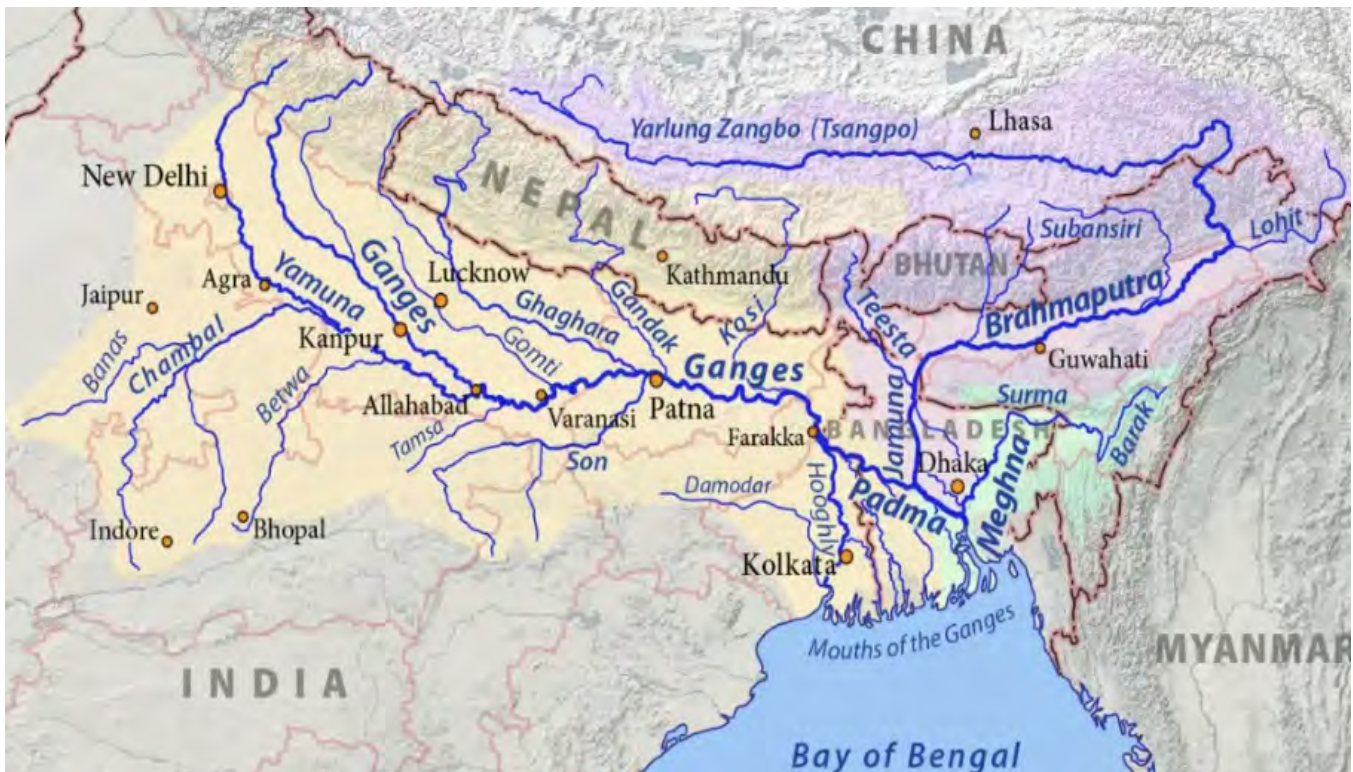 CHINA
Yarlung Zangbo (Tsangpo)
Lhasa
NEPAL
New Delhi
Subansiri
Lohit
BHUTAN
Kathmandu
Agra
Yamuna
Ganges
Lucknow
Jaipur
Ghaghara
Gandak
Kosi
Teesta
Brahmaputra
Kanpur
Gomti
Guwahati
Banas
Chambal
Betwa
Ganges
Allahabad
Varanasi
Patna
Surma
Tamsa
Farakka
BANGLADESH
Jamuna
Barak
Son
Dhaka
Damodar
Hooghly
Padma
Meghna
Indore
Bhopal
Kolkata
Mouths of the Ganges
INDIA
MYANMAR
Bay of Bengal